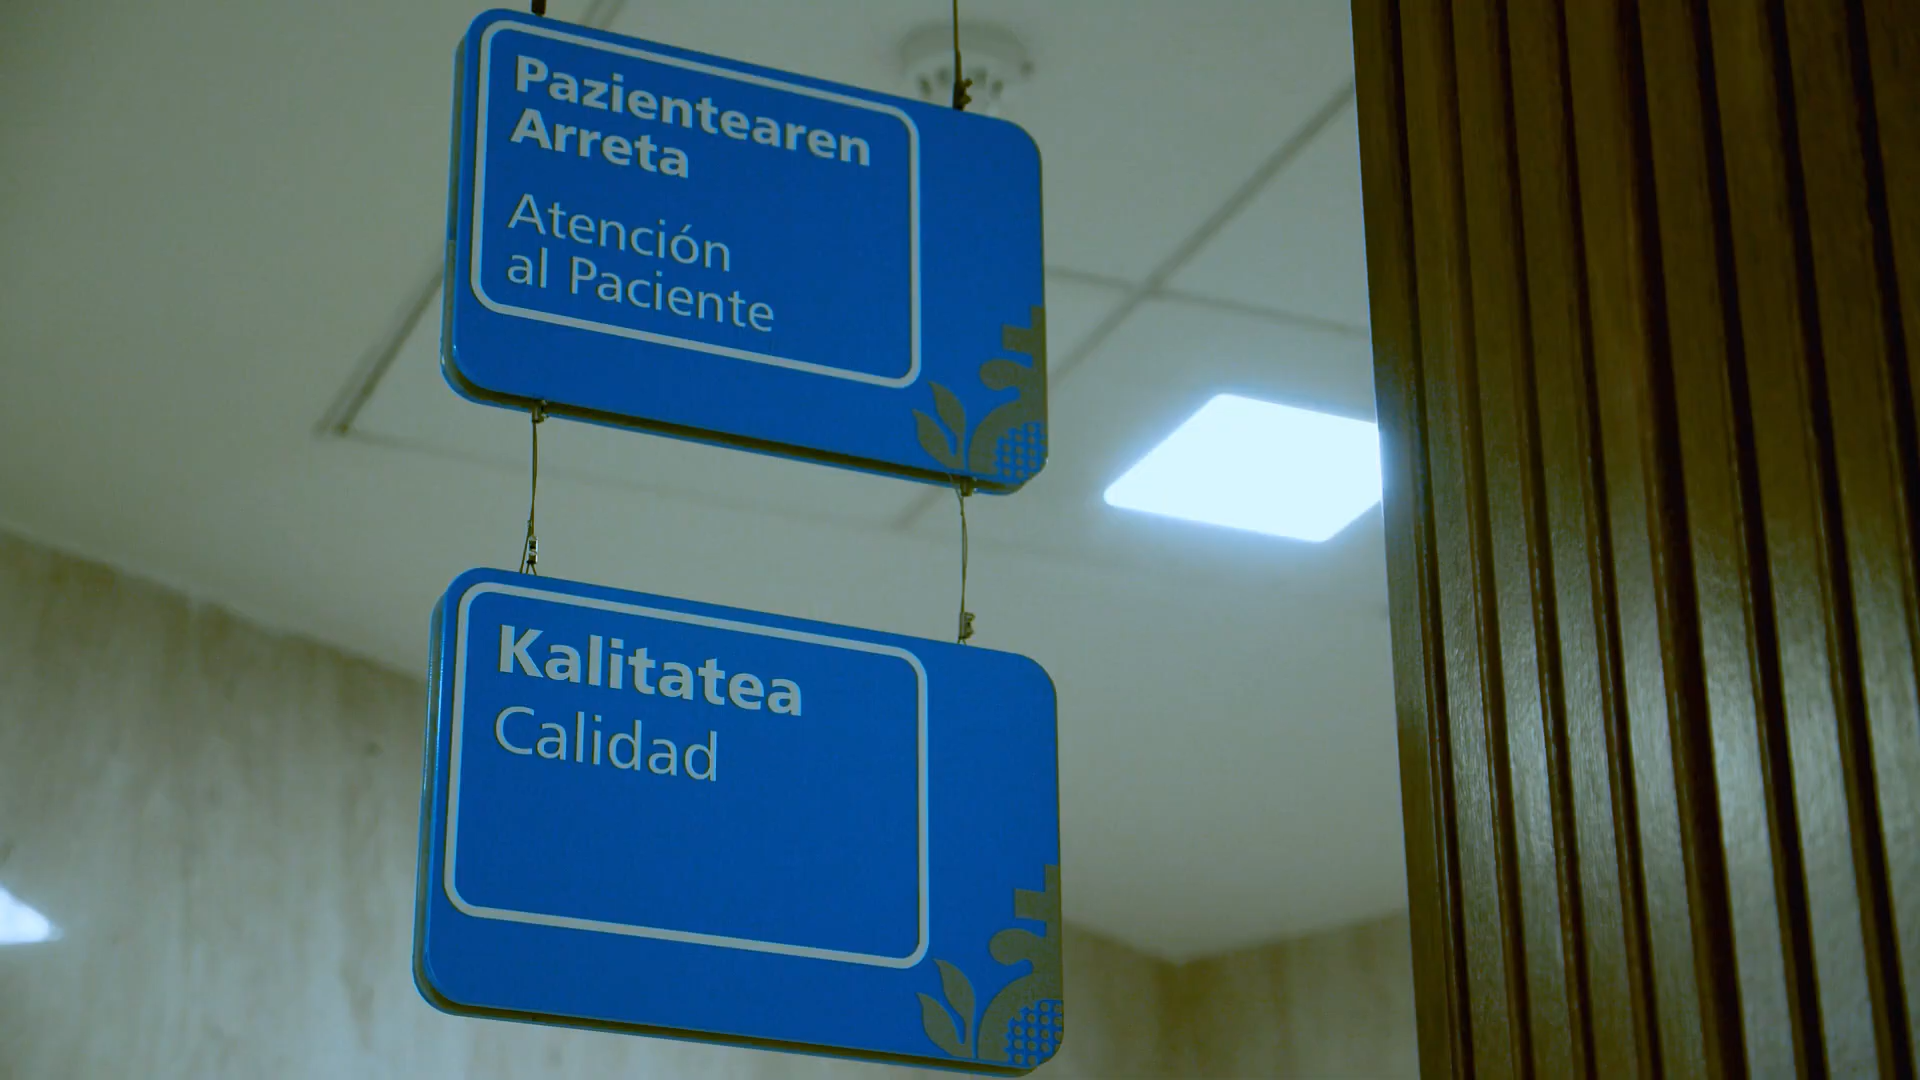 Pazientearen
Arreta
Atención
al Paciente
Kalitatea
Calidad